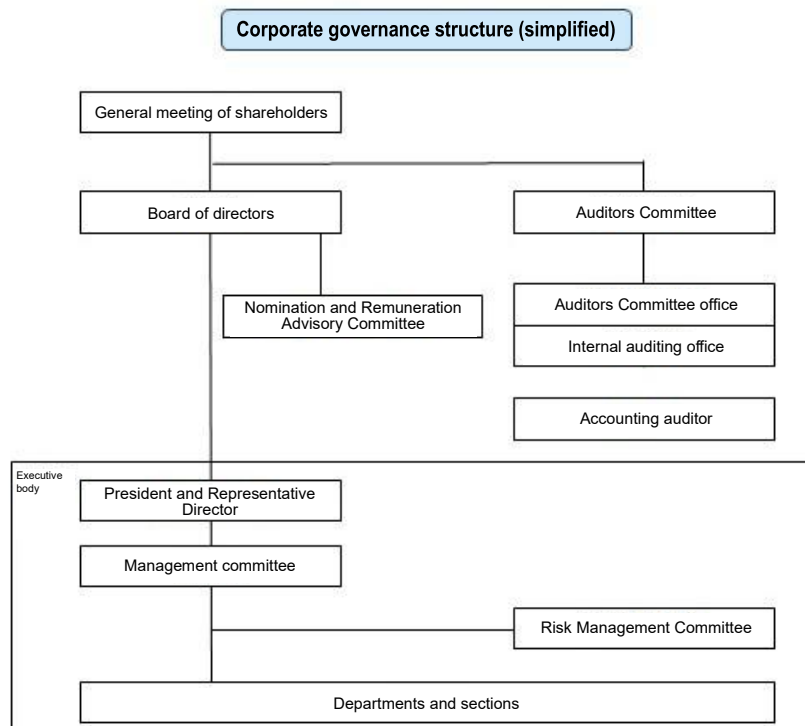 Corporate governance structure (simplified)
General meeting of shareholders
Board of directors
Auditors Committee
Nomination and Remuneration
Advisory Committee
Auditors Committee office
Internal auditing office
Accounting auditor
Executive
body
President and Representative
Director
Management committee
Risk Management Committee
Departments and sections